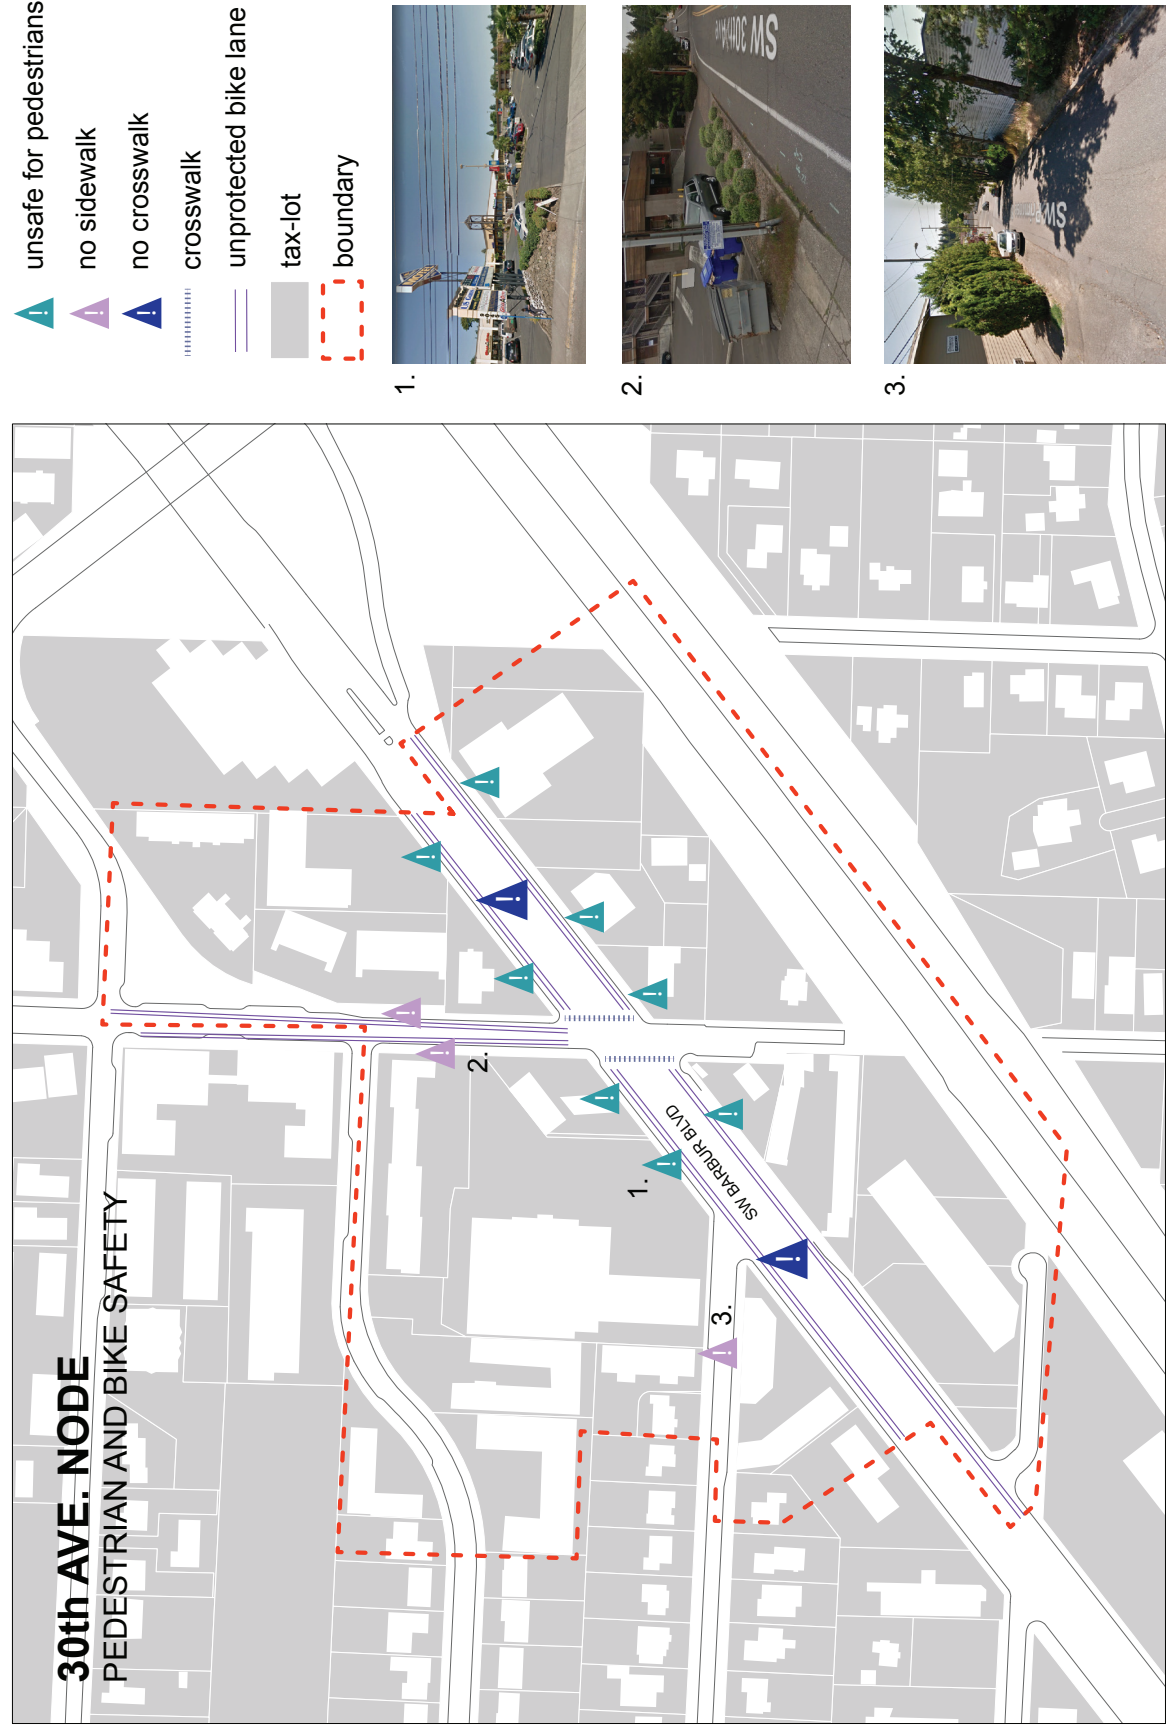 30th AVE. NODE
PEDESTRIAN AND BIKE SAFETY
SW BARBUR BLVD
1.
2.
3.
unsafe for pedestrians
no sidewalk
no crosswalk
crosswalk
unprotected bike lane
tax-lot
boundary
1.
2.
SW 30th Ave
3.
SW